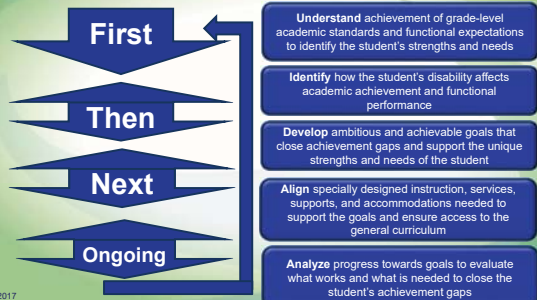 First
Then
Next
Ongoing
Understand achievement of grade-level
academic standards and functional expectations
to identify the student's strengths and needs
Identify how the student's disability affects
academic achievement and functional
performance
Develop ambitious and achievable goals that
close achievement gaps and support the unique
strengths and needs of the student
Align specially designed instruction, services,
supports, and accommodations needed to
support the goals and ensure access to the
general curriculum
Analyze progress towards goals to evaluate
what works and what is needed to close the
student's achievement gaps
2017